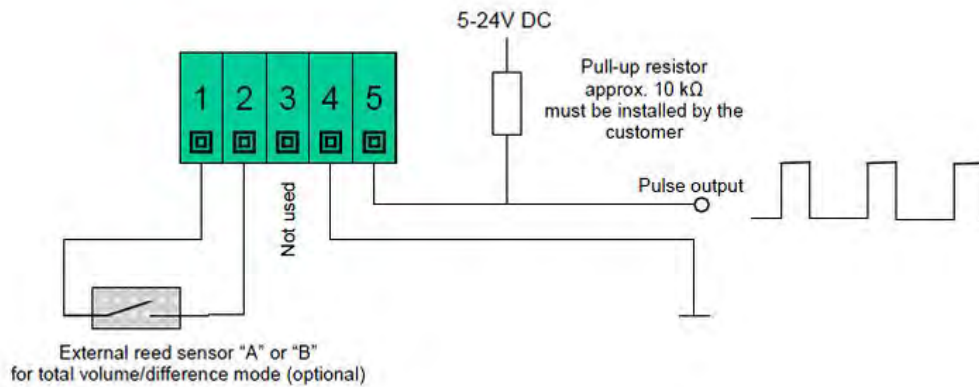 5-24V DC
Pull-up resistor
approx. 10 kΩ
must be installed by the
customer
1 2 3 4 5
Not used
Pulse output
External reed sensor “A” or “B”
for total volume/difference mode (optional)